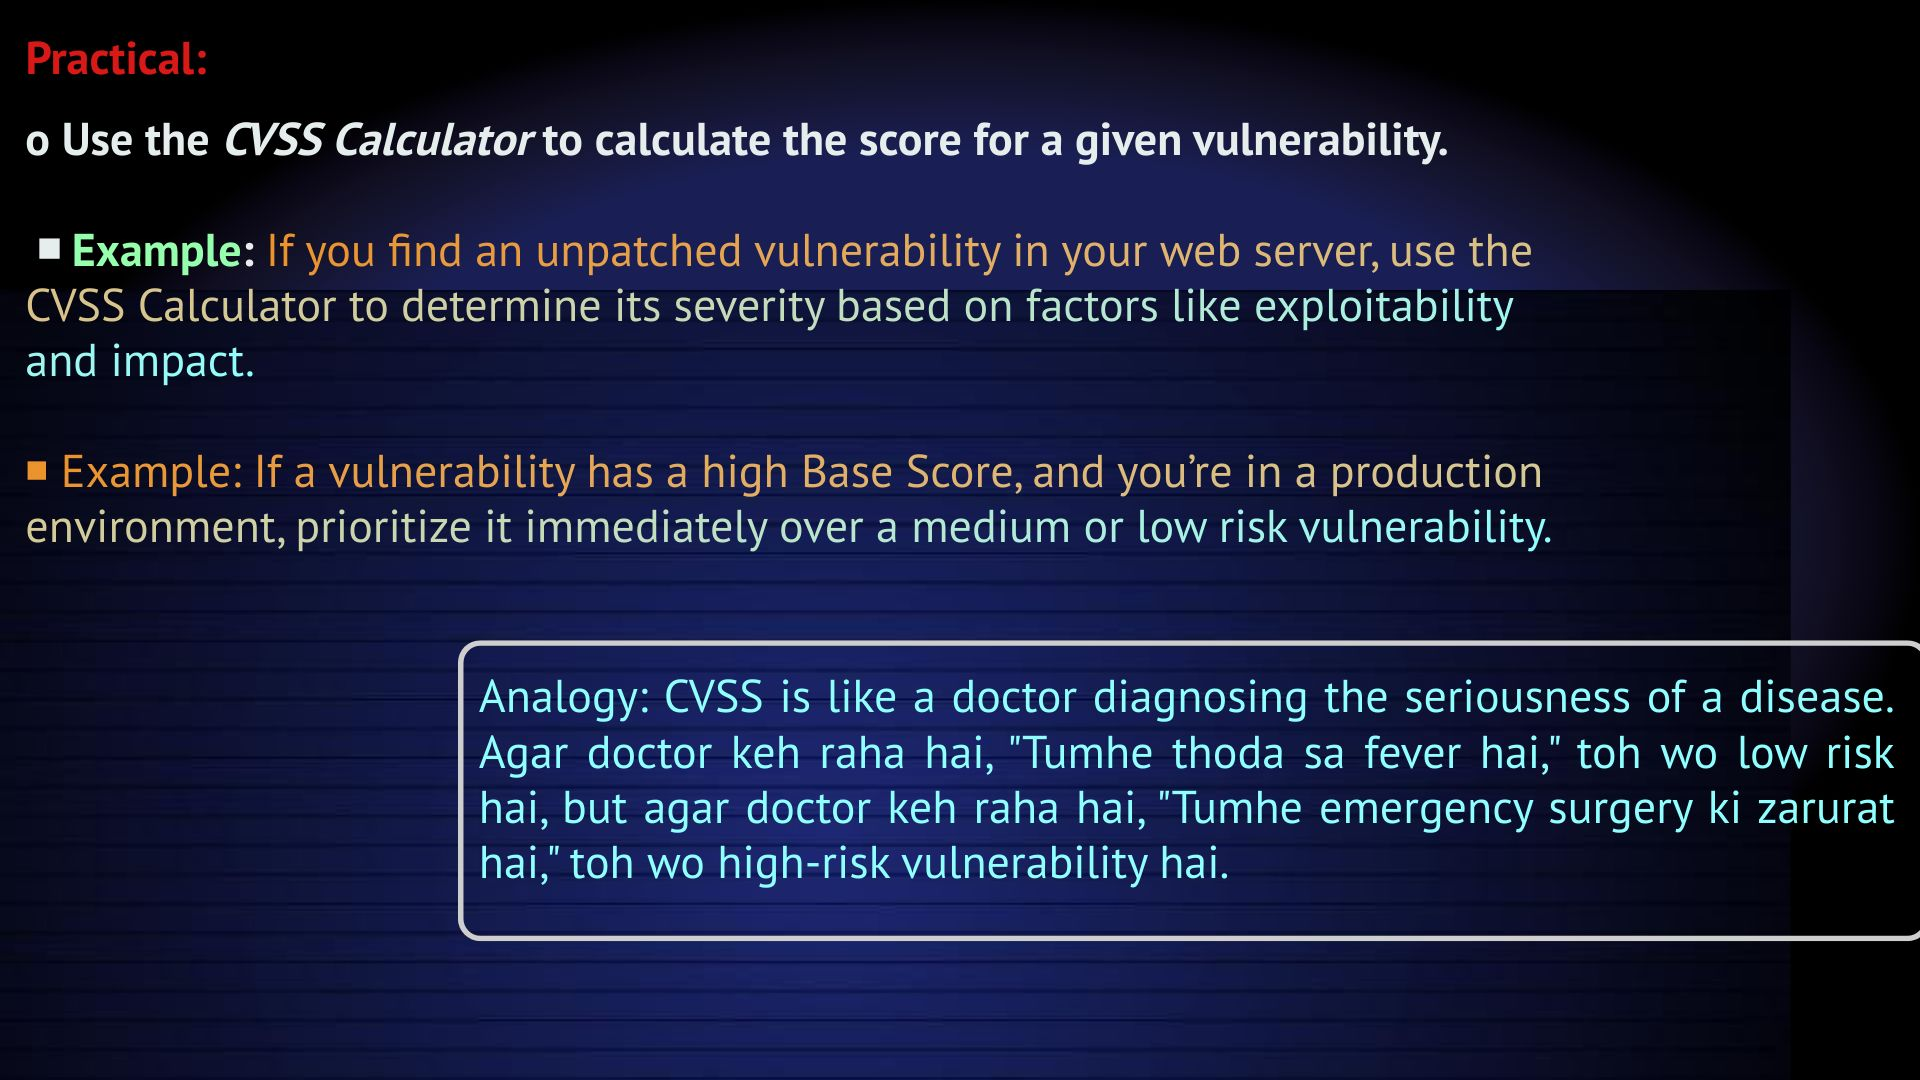 Practical:
o Use the CVSS Calculator to calculate the score for a given vulnerability.
▪ Example: If you find an unpatched vulnerability in your web server, use the
CVSS Calculator to determine its severity based on factors like exploitability
and impact.
▪ Example: If a vulnerability has a high Base Score, and you’re in a production
environment, prioritize it immediately over a medium or low risk vulnerability.
Analogy: CVSS is like a doctor diagnosing the seriousness of a disease.
Agar doctor keh raha hai, "Tumhe thoda sa fever hai," toh wo low risk
hai, but agar doctor keh raha hai, "Tumhe emergency surgery ki zarurat
hai," toh wo high-risk vulnerability hai.